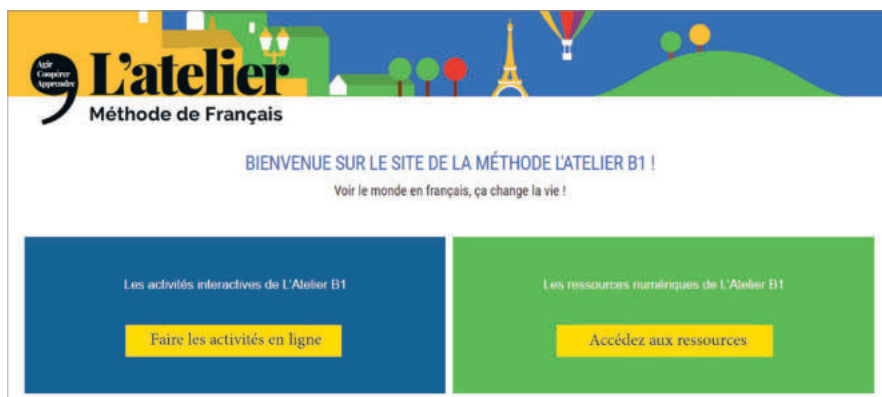 Agir
Coopérer
Apprendre
L'atelier
Méthode de Français
BIENVENUE SUR LE SITE DE LA MÉTHODE L'ATELIER B1 !
Voir le monde en français, ça change la vie !
Les activités interactives de L'Atelier B1
Les ressources numériques de L'Atelier B1
Faire les activités en ligne
Accédez aux ressources